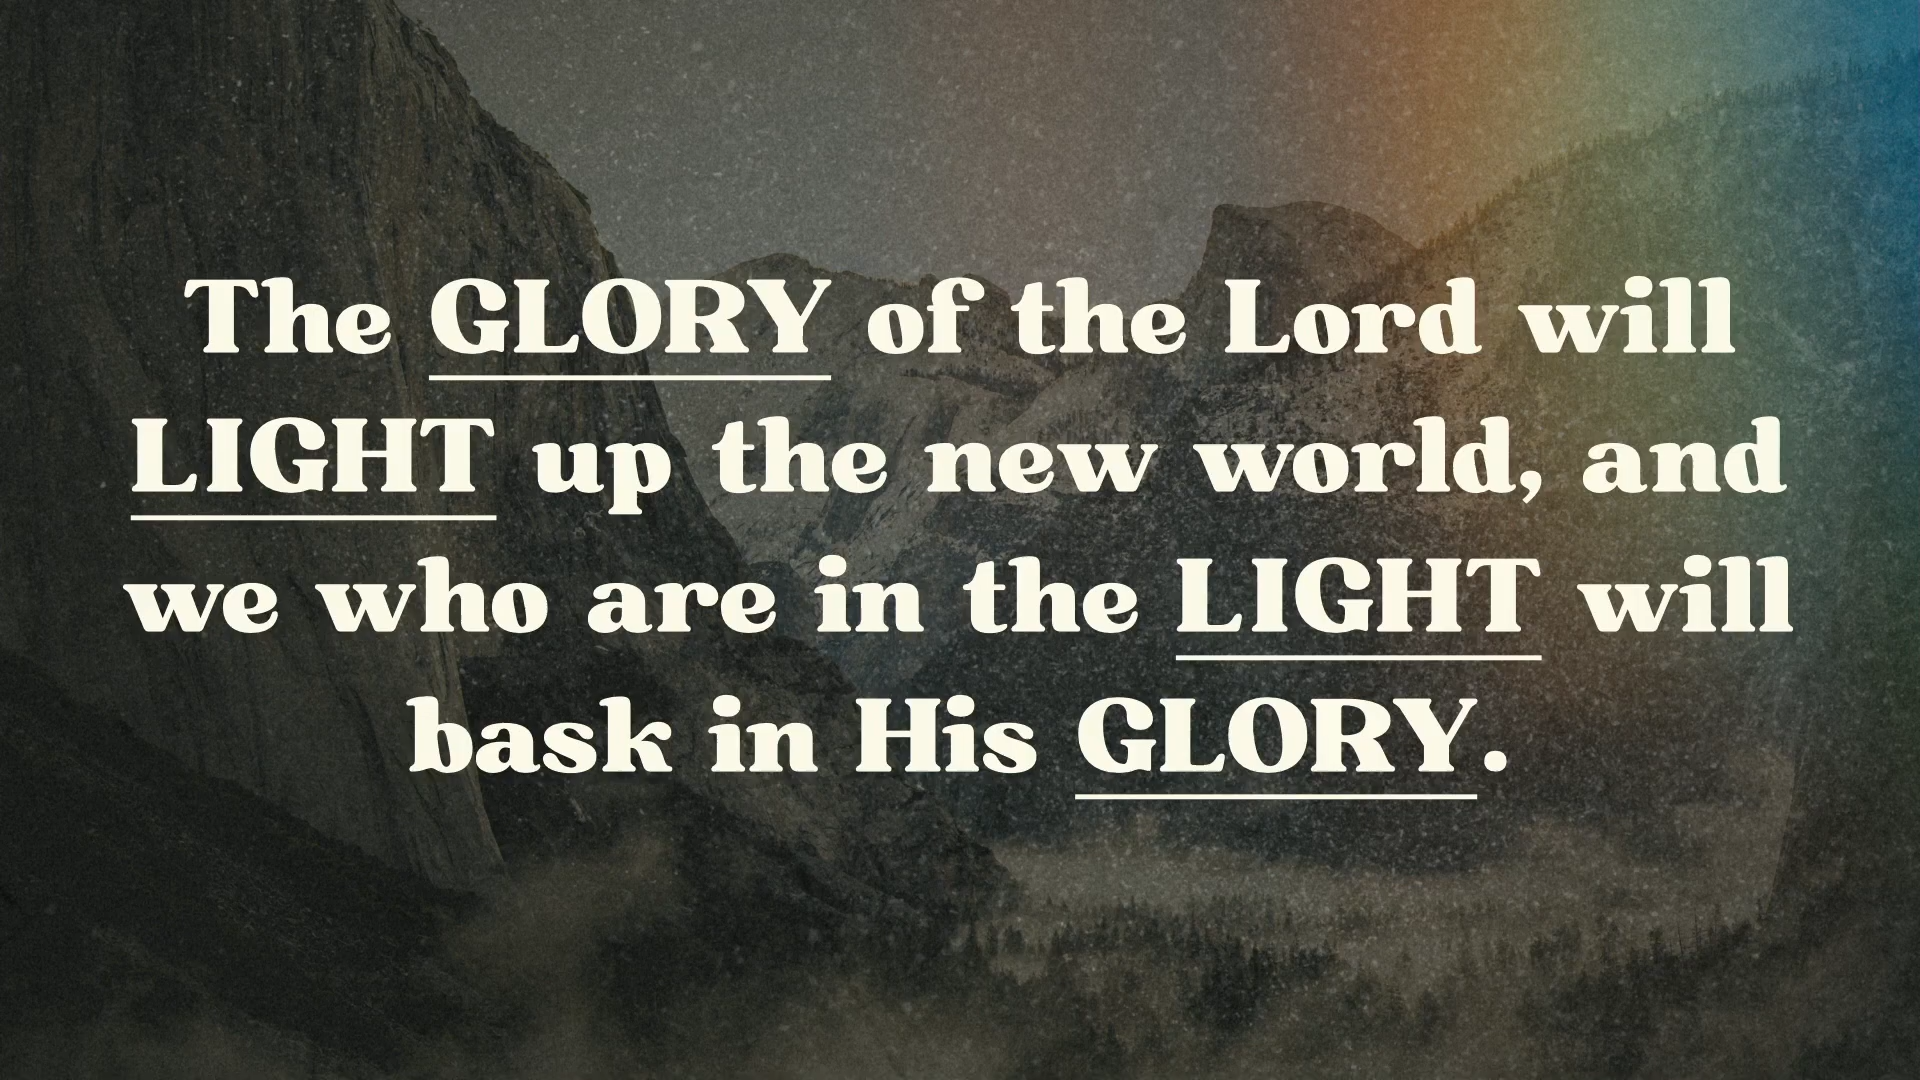 The GLORY of the Lord will
LIGHT up the new world, and
we who are in the LIGHT will
bask in His GLORY.